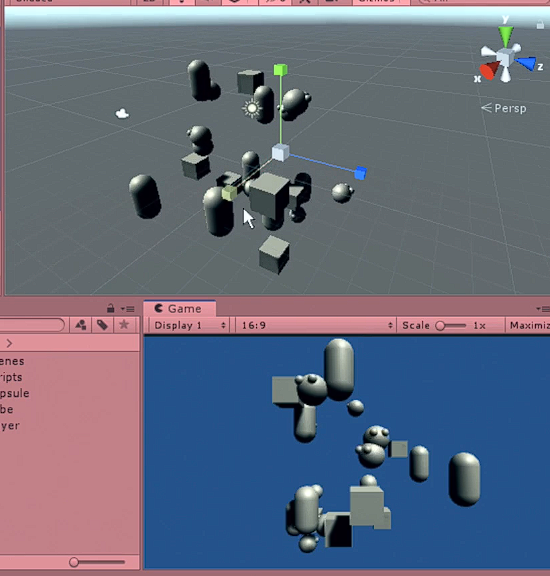 y
x
z
Persp
Game
Display 1
16:9
Scale
1x
Maximiz
enes
ripts
psule
be
yer